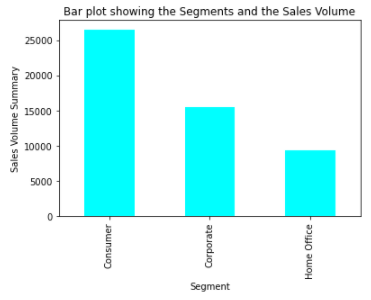 Bar plot showing the Segments and the Sales Volume
25000
20000
15000
10000
5000
0
Sales Volume Summary
Consumer
Corporate
Home Office
Segment